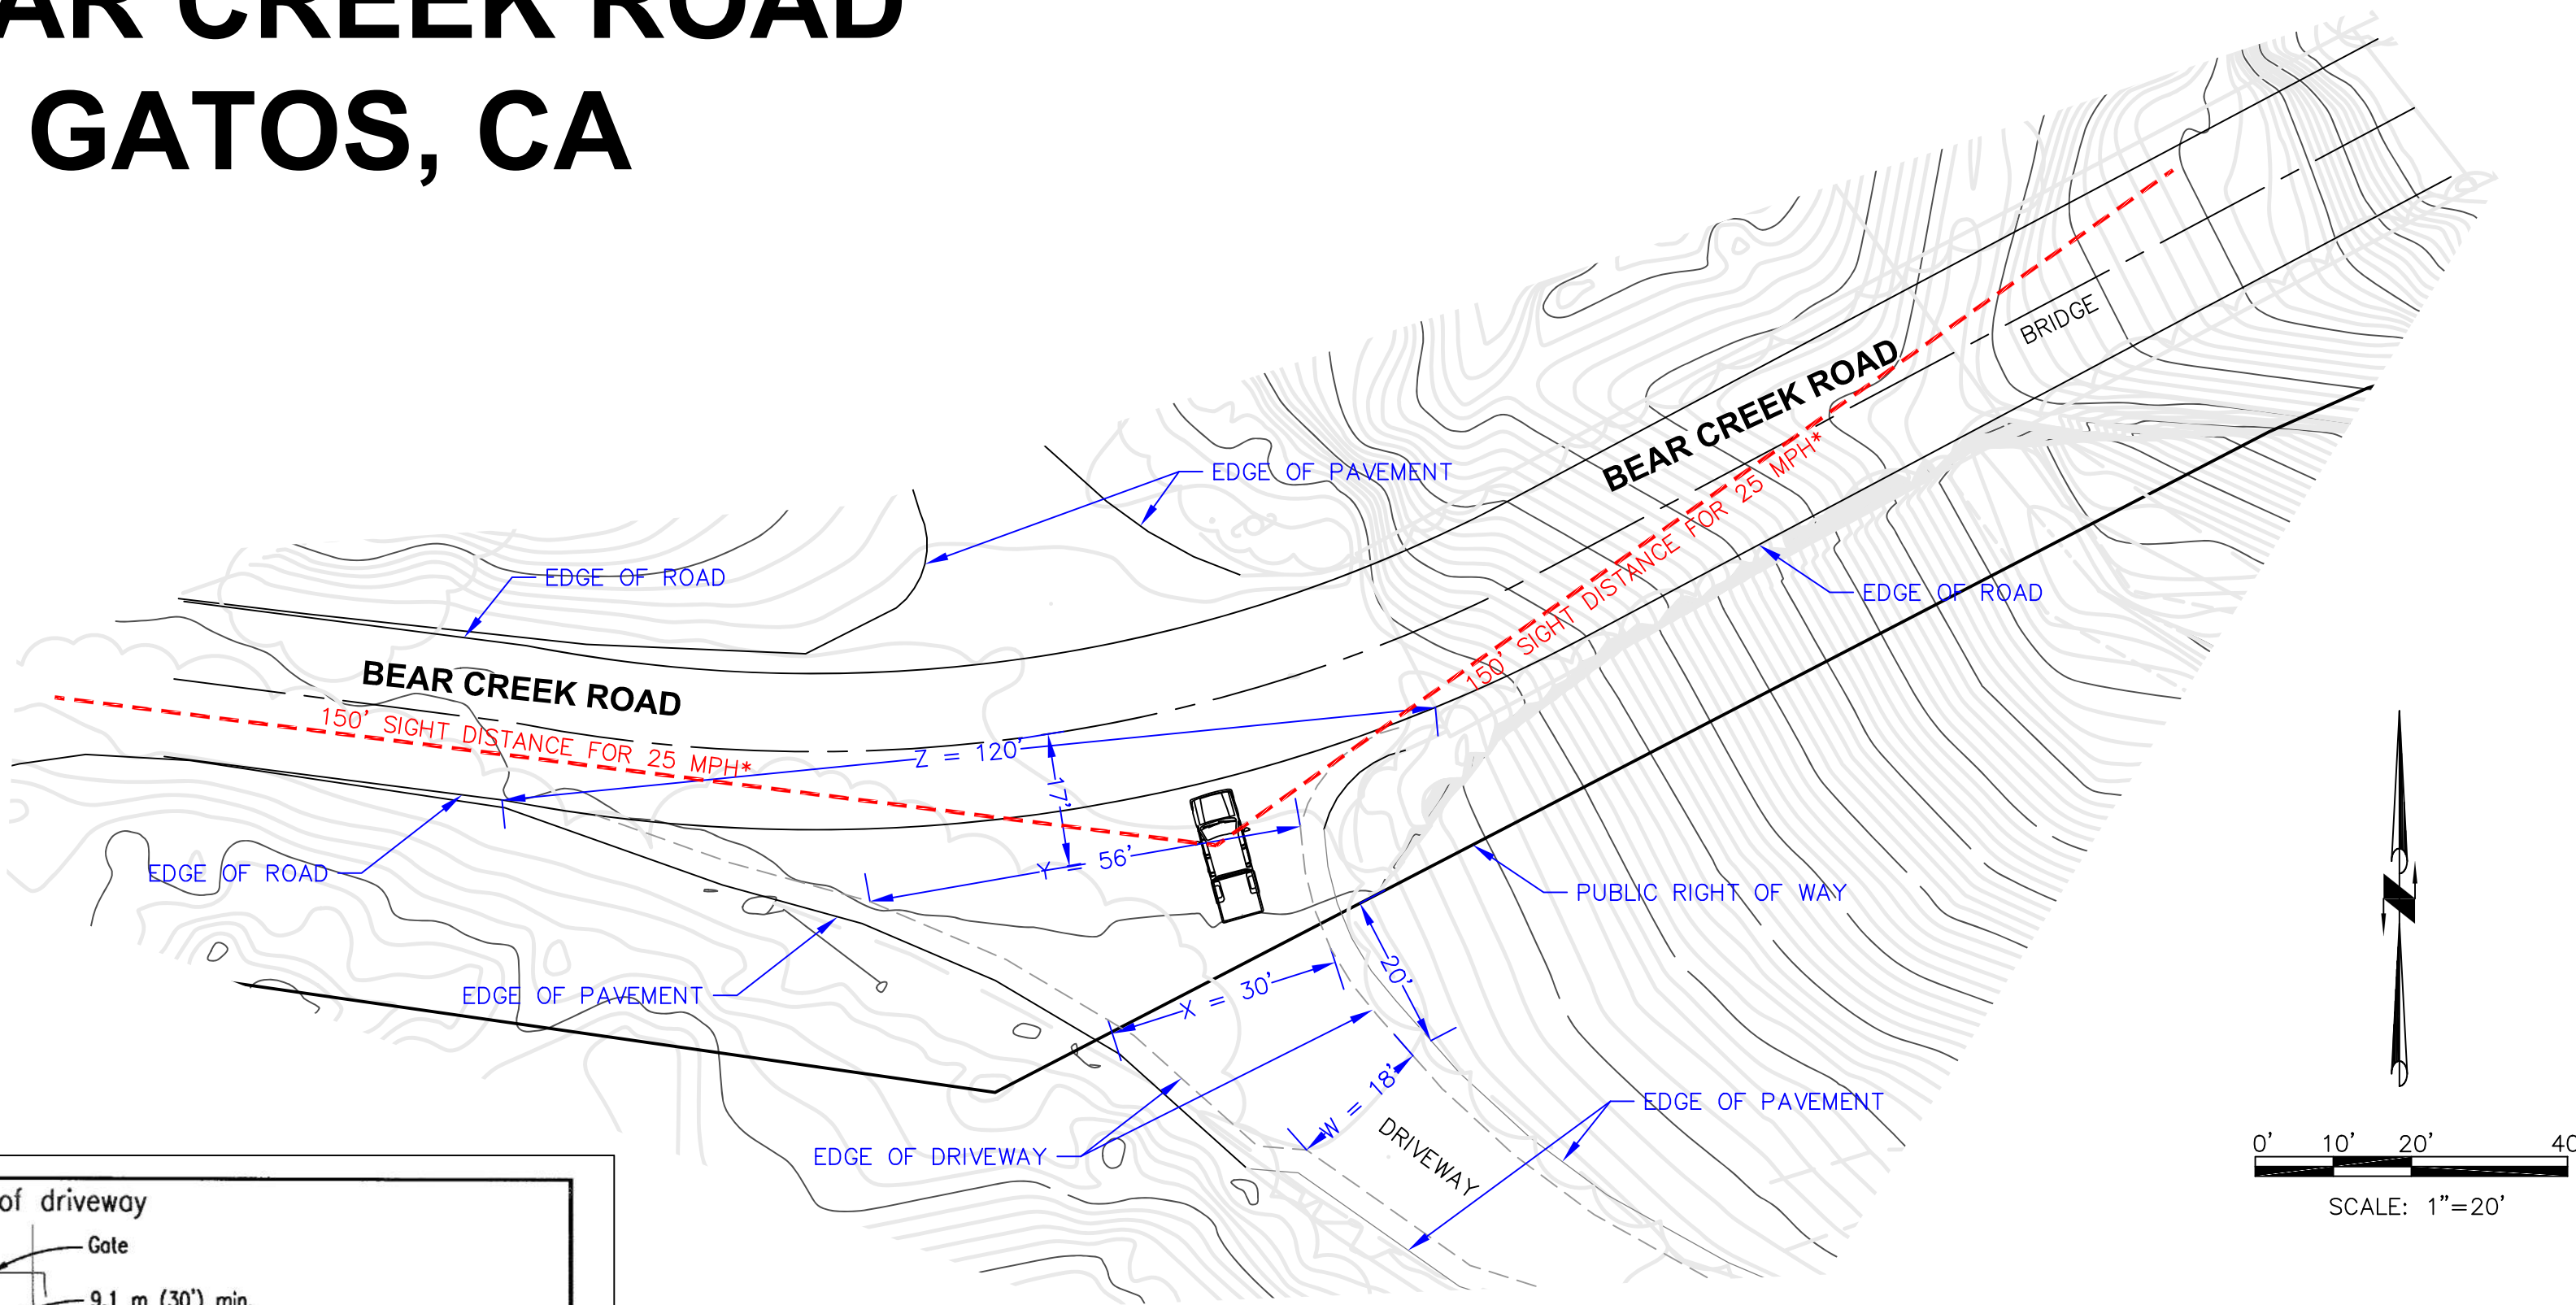 AR CREEK ROAD
GATOS, CA
EDGE OF PAVEMENT
EDGE OF ROAD
BEAR CREEK ROAD
150' SIGHT DISTANCE FOR 25 MPH*
BEAR CREEK ROAD
150' SIGHT DISTANCE FOR 25 MPH*
BRIDGE
EDGE OF ROAD
Z = 120'
17'
Y = 56'
EDGE OF ROAD
PUBLIC RIGHT OF WAY
EDGE OF PAVEMENT
X = 30'
20'
W = 18'
EDGE OF DRIVEWAY
DRIVEWAY
EDGE OF PAVEMENT
0' 10' 20' 40
SCALE: 1"=20'
of driveway
Gate
9.1 m (30') min.